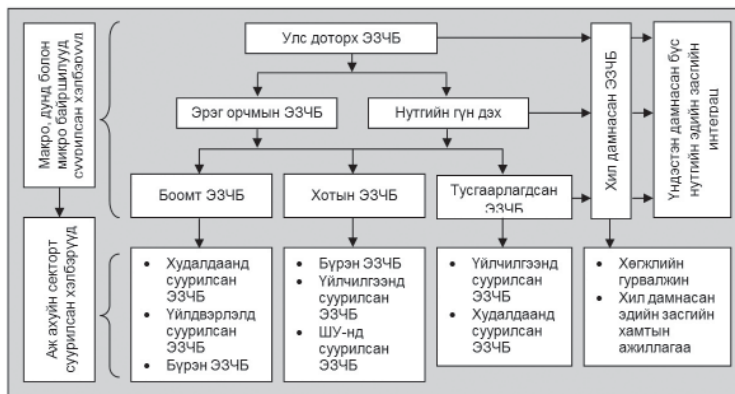 Улс доторх ЭЗЧБ
Эрэг орчмын ЭЗЧБ
Нутгийн гүн дэх
Боомт ЭЗЧБ
Хотын ЭЗЧБ
Тусгаарлагдсан
ЭЗЧБ
Макро, дунд болон
микро байршилууд
суурилсан хэлбэрүүд
Хил дамнасан ЭЗЧБ
Үндэстэн дамнасан бүс
нутгийн эдийн засгийн
интеграц
Аж ахуйн секторт
суурилсан хэлбэрүүд
• Худалдаанд
суурилсан
ЭЗЧБ
• Үйлдвэрлэлд
суурилсан
ЭЗЧБ
• Бүрэн ЭЗЧБ
• Бүрэн ЭЗЧБ
• Үйлчилгээнд
суурилсан
ЭЗЧБ
• ШУ-нд
суурилсан
ЭЗЧБ
• Үйлчилгээнд
суурилсан
ЭЗЧБ
• Худалдаанд
суурилсан
ЭЗЧБ
• Хөгжлийн
гурвалжин
• Хил дамнасан
эдийн засгийн
хамтын
ажиллагаа